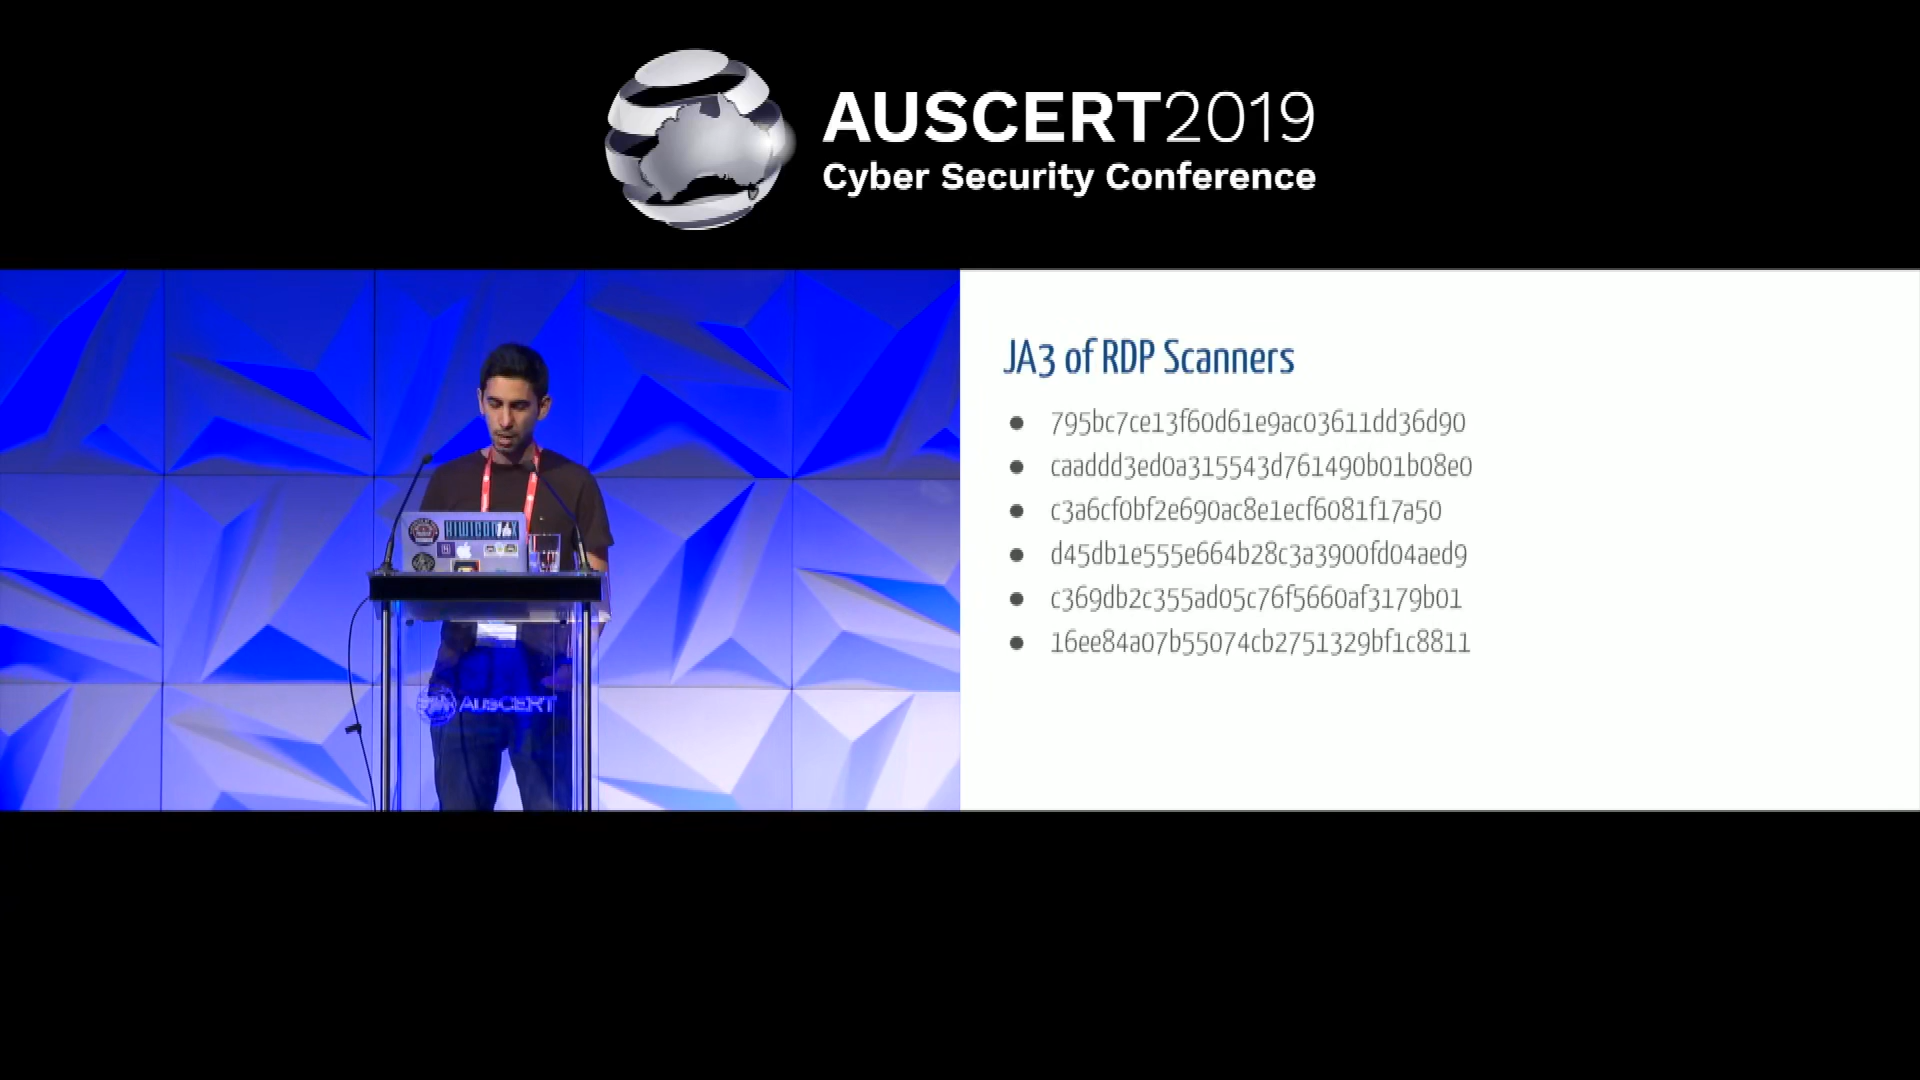 AUSCERT2019
Cyber Security Conference
JA3 of RDP Scanners
795bc7ce13f60d61e9ac03611dd36d90
caaddd3ed0a315543d761490b01b08e0
c3a6cf0bf2e690ac8e1ecf6081f17a50
d45db1e555e664b28c3a3900fd04aed9
c369db2c355ad05c76f5660af3179b01
16ee84a07b55074cb2751329bf1c8811
AUSCERT